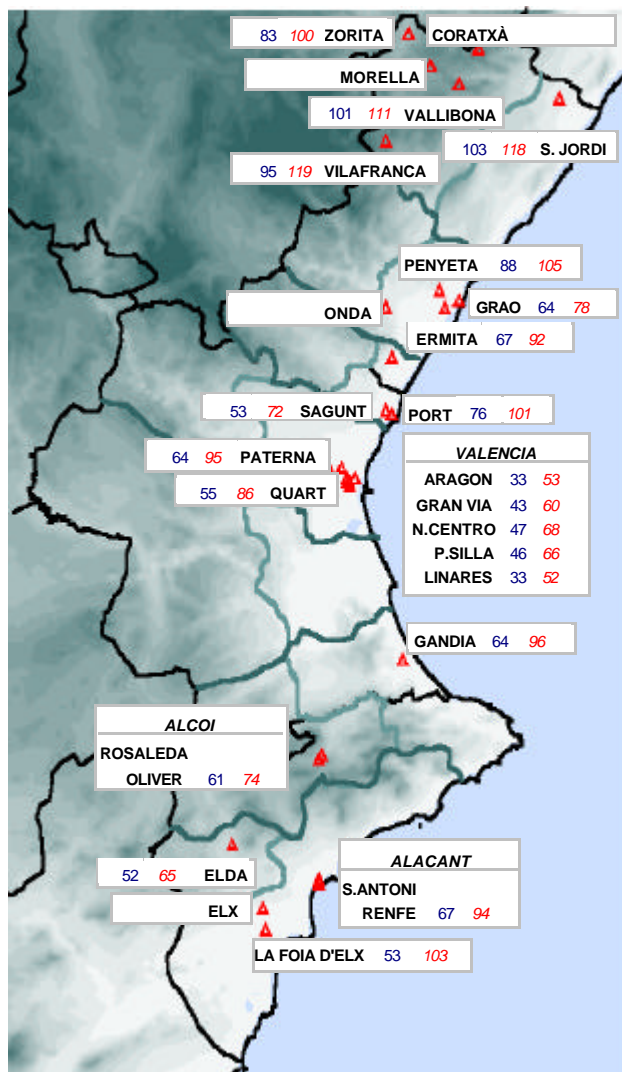 83 100 ZORITA
CORATXÀ
MORELLA
101 111 VALLIBONA
103 118 S. JORDI
95 119 VILAFRANCA
PENYETA 88 105
ONDA
GRAO 64 78
ERMITA 67 92
53 72 SAGUNT
PORT 76 101
64 95 PATERNA
55 86 QUART
VALENCIA
ARAGON 33 53
GRAN VIA 43 60
N.CENTRO 47 68
P.SILLA 46 66
LINARES 33 52
GANDIA 64 96
ALCOI
ROSALEDA
OLIVER 61 74
52 65 ELDA
ELX
ALACANT
S.ANTONI
RENFE 67 94
LA FOIA D'ELX 53 103